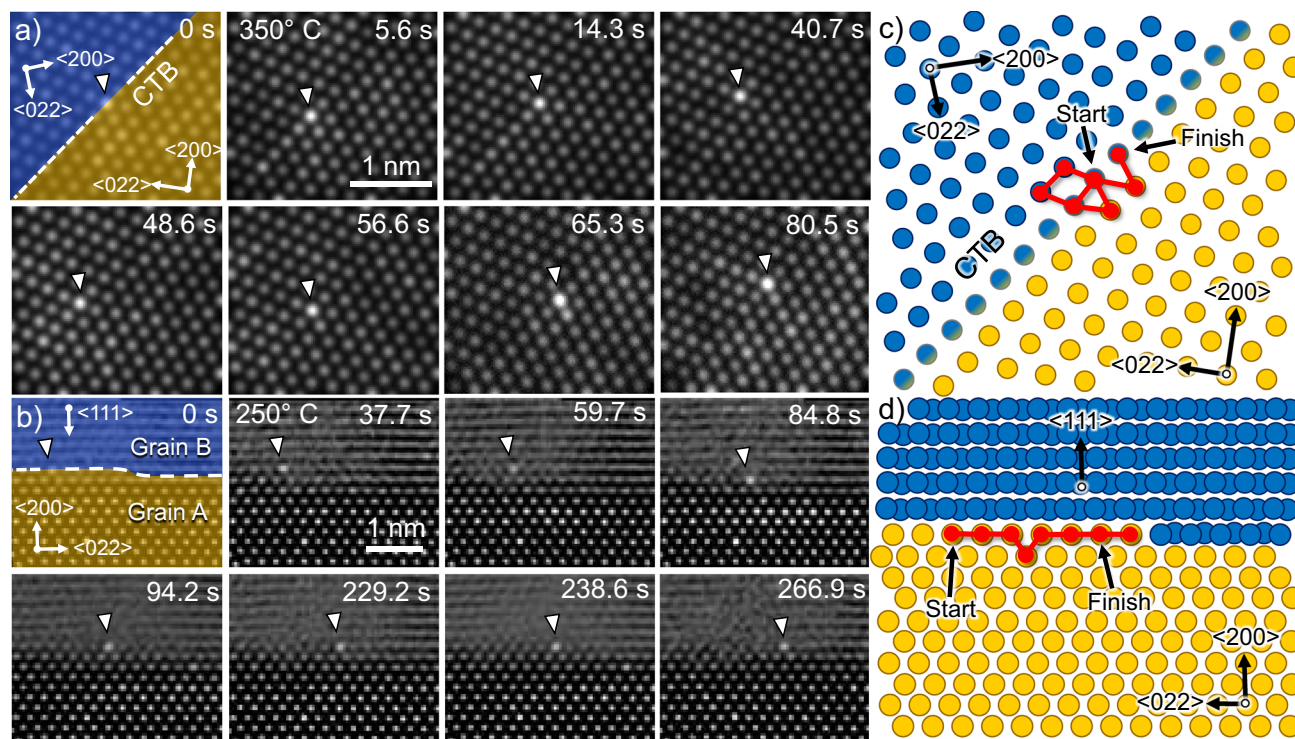 a)
0 s
<200>
<022>
CTB
<200>
<022>
350° C
5.6 s
1 nm
14.3 s
40.7 s
48.6 s
56.6 s
65.3 s
80.5 s
b)
0 s
<111>
Grain B
Grain A
<200>
<022>
250° C
37.7 s
1 nm
59.7 s
84.8 s
94.2 s
229.2 s
238.6 s
266.9 s
c)
<200>
<022>
Start
Finish
CTB
<200>
<022>
d)
<111>
Start
Finish
<200>
<022>